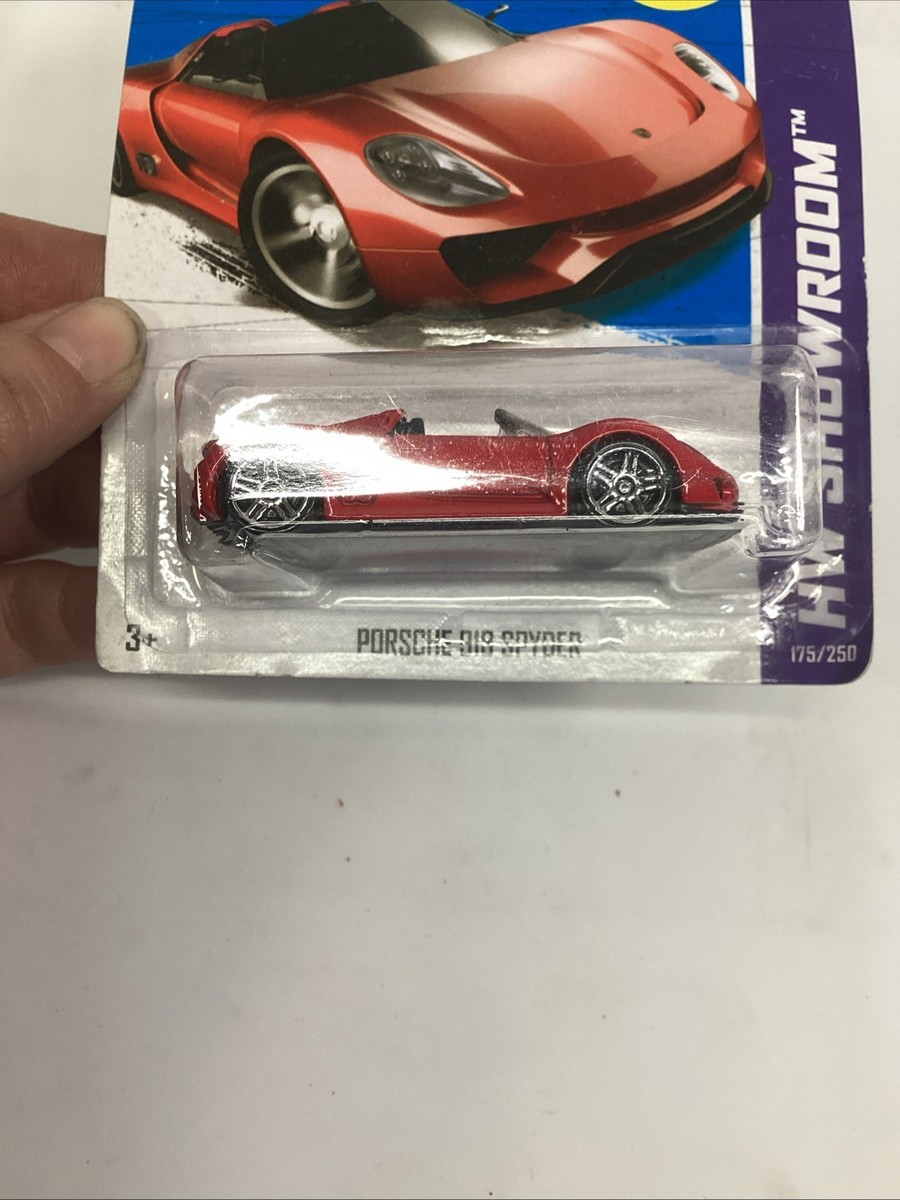 HW SHOWROOM™
3+
PORSCHE 918 SPYDER
175/250